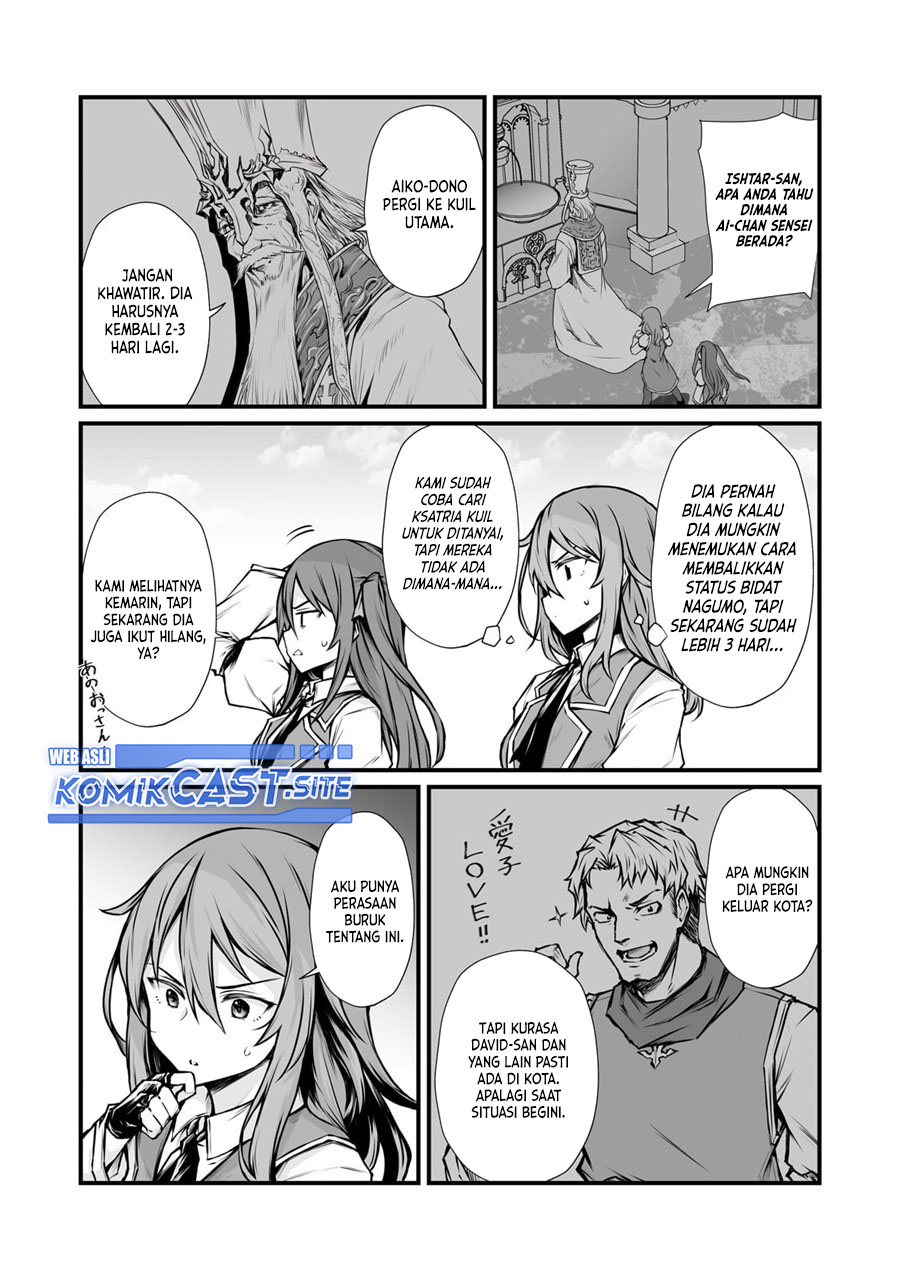 ISHTAR-SAN,
APA ANDA TAHU
DIMANA
AI-CHAN SENSEI
BERADA?
AIKO-DONO
PERGI KE KUIL
UTAMA.
JANGAN
KHAWATIR. DIA
HARUSNYA
KEMBALI 2-3
HARI LAGI.
DIA PERNAH
BILANG KALAU
DIA MUNGKIN
MENEMUKAN CARA
MEMBALIKKAN
STATUS BIDAT
NAGUMO, TAPI
SEKARANG SUDAH
LEBIH 3 HARI...
KAMI SUDAH
COBA CARI
KSATRIA KUIL
UNTUK DITANYAI,
TAPI MEREKA
TIDAK ADA
DIMANA-MANA...
KAMI MELIHATNYA
KEMARIN, TAPI
SEKARANG DIA
JUGA IKUT HILANG,
YA?
あのおっさん
WEB ASLI
KOMIKCAST.SITE
APA MUNGKIN
DIA PERGI
KELUAR KOTA?
愛子
LOVE!!
TAPI KURASA
DAVID-SAN DAN
YANG LAIN PASTI
ADA DI KOTA.
APALAGI SAAT
SITUASI BEGINI.
AKU PUNYA
PERASAAN
BURUK
TENTANG INI.